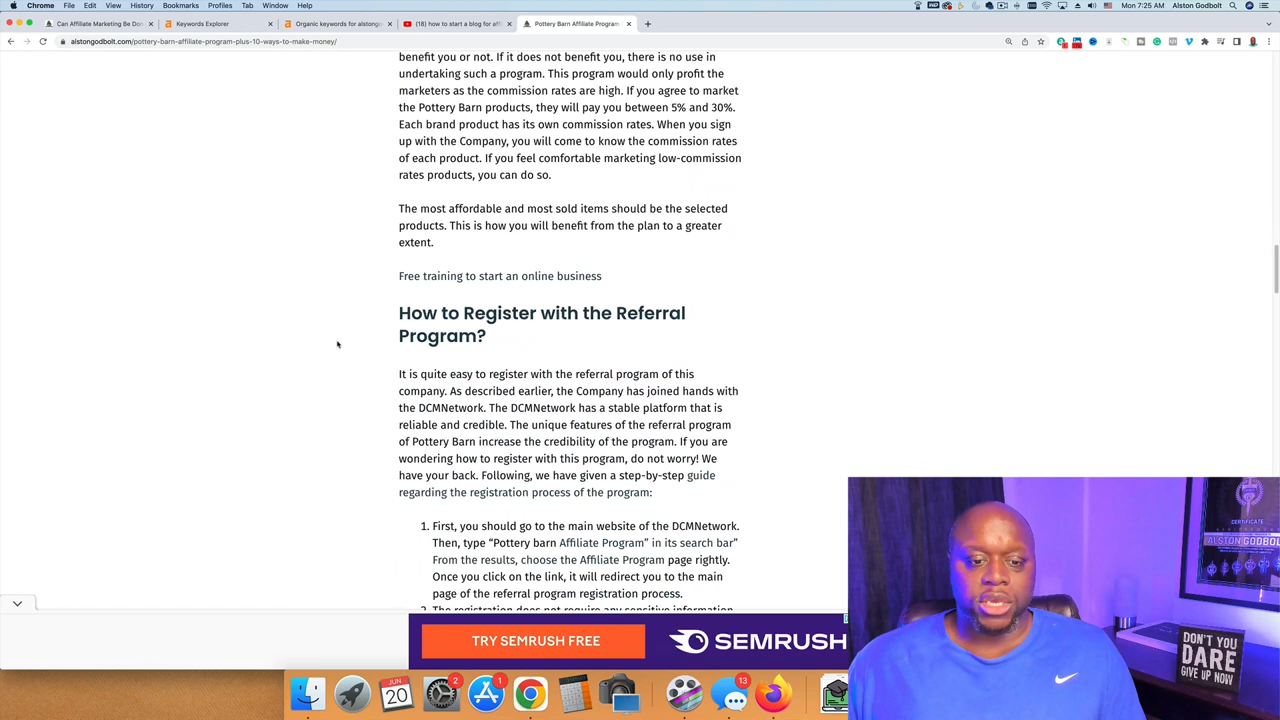 Chrome File Edit View History Bookmarks Profiles Tab Window Help
Mon 7:25 AM Alston Godbolt
Can Affiliate Marketing Be Don
Keywords Explorer
Organic keywords for alstongo
(18) how to start a blog for aff
Pottery Barn Affiliate Program
alstongodbolt.com/pottery-barn-affiliate-program-plus-10-ways-to-make-money/
benefit you or not. If it does not benefit you, there is no use in
undertaking such a program. This program would only profit the
marketers as the commission rates are high. If you agree to market
the Pottery Barn products, they will pay you between 5% and 30%.
Each brand product has its own commission rates. When you sign
up with the Company, you will come to know the commission rates
of each product. If you feel comfortable marketing low-commission
rates products, you can do so.
The most affordable and most sold items should be the selected
products. This is how you will benefit from the plan to a greater
extent.
Free training to start an online business
How to Register with the Referral
Program?
It is quite easy to register with the referral program of this
company. As described earlier, the Company has joined hands with
the DCMNetwork. The DCMNetwork has a stable platform that is
reliable and credible. The unique features of the referral program
of Pottery Barn increase the credibility of the program. If you are
wondering how to register with this program, do not worry! We
have your back. Following, we have given a step-by-step guide
regarding the registration process of the program:
1. First, you should go to the main website of the DCMNetwork.
Then, type “Pottery barn Affiliate Program” in its search bar”
From the results, choose the Affiliate Program page rightly.
Once you click on the link, it will redirect you to the main
page of the referral program registration process.
2. The registration does not require any sensitive information
TRY SEMRUSH FREE
SEMRUSH
CERTIFICATE
ALSTON GODBOL
DON'T YOU
DARE
GIVE UP NOW
JUN
20
2
1
13